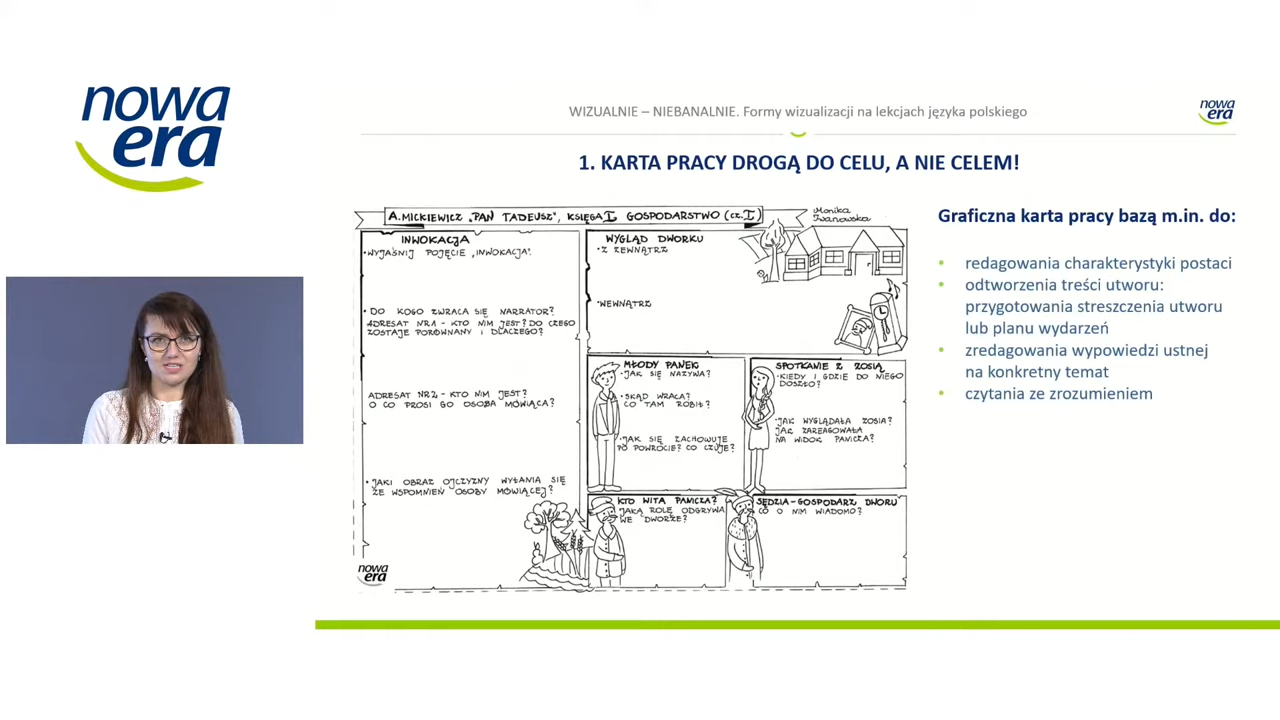 nowa
era
WIZUALNIE – NIEBANALNIE. Formy wizualizacji na lekcjach języka polskiego
nowa
era
1. KARTA PRACY DROGĄ DO CELU, A NIE CELEM!
A. MICKIEWICZ „PAN TADEUSZ”, KSIĘGA I GOSPODARSTWO (CZ. I)
Monika
Iwanowska
INWOKACJA
• WYJAŚNIJ POJĘCIE „INWOKACJA”.
• DO KOGO ZWRACA SIĘ NARRATOR?
ADRESAT NR 1 - KTO NIM JEST? DO CZEGO
ZOSTAJE PORÓWNANY I DLACZEGO?
ADRESAT NR 2 - KTO NIM JEST?
O CO PROSI GO OSOBA MÓWIĄCA?
• JAKI OBRAZ OJCZYZNY WYŁANIA SIĘ
ZE WSPOMNIEŃ OSOBY MÓWIĄCEJ?
nowa
era
WYGLĄD DWORKU
• Z ZEWNĄTRZ
• WEWNĄTRZ
MŁODY PANEK
• JAK SIĘ NAZYWA?
• SKĄD WRACA?
CO TAM ROBIŁ?
• JAK SIĘ ZACHOWUJE
PO POWROCIE? CO CZUJE?
SPOTKANIE Z ZOSIĄ
• KIEDY I GDZIE DO NIEGO
DOSZŁO?
• JAK WYGLĄDAŁA ZOSIA?
JAK ZAREAGOWAŁA
NA WIDOK PANICZA?
KTO WITA PANICZA?
JAKĄ ROLĘ ODGRYWA
WE DWORZE?
SĘDZIA - GOSPODARZ DWORU
CO O NIM WIADOMO?
Graficzna karta pracy bazą m.in. do:
• redagowania charakterystyki postaci
• odtworzenia treści utworu:
przygotowania streszczenia utworu
lub planu wydarzeń
• zredagowania wypowiedzi ustnej
na konkretny temat
• czytania ze zrozumieniem